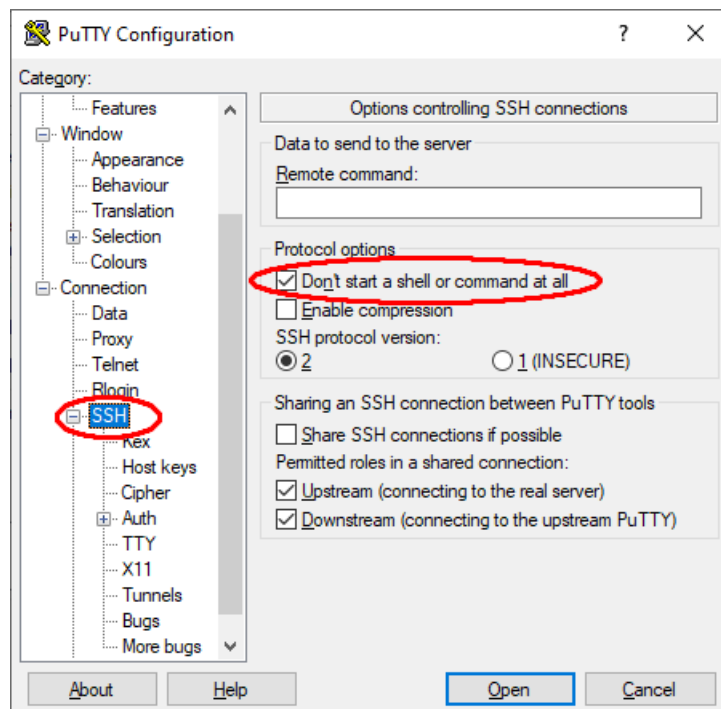 PuTTY Configuration
?
Category:
Features
Window
Appearance
Behaviour
Translation
Selection
Colours
Connection
Data
Proxy
Telnet
Rlogin
SSH
Kex
Host keys
Cipher
Auth
TTY
X11
Tunnels
Bugs
More bugs
Options controlling SSH connections
Data to send to the server
Remote command:
Protocol options
Don't start a shell or command at all
Enable compression
SSH protocol version:
2 1 (INSECURE)
Sharing an SSH connection between PuTTY tools
Share SSH connections if possible
Permitted roles in a shared connection:
Upstream (connecting to the real server)
Downstream (connecting to the upstream PuTTY)
About Help Open Cancel